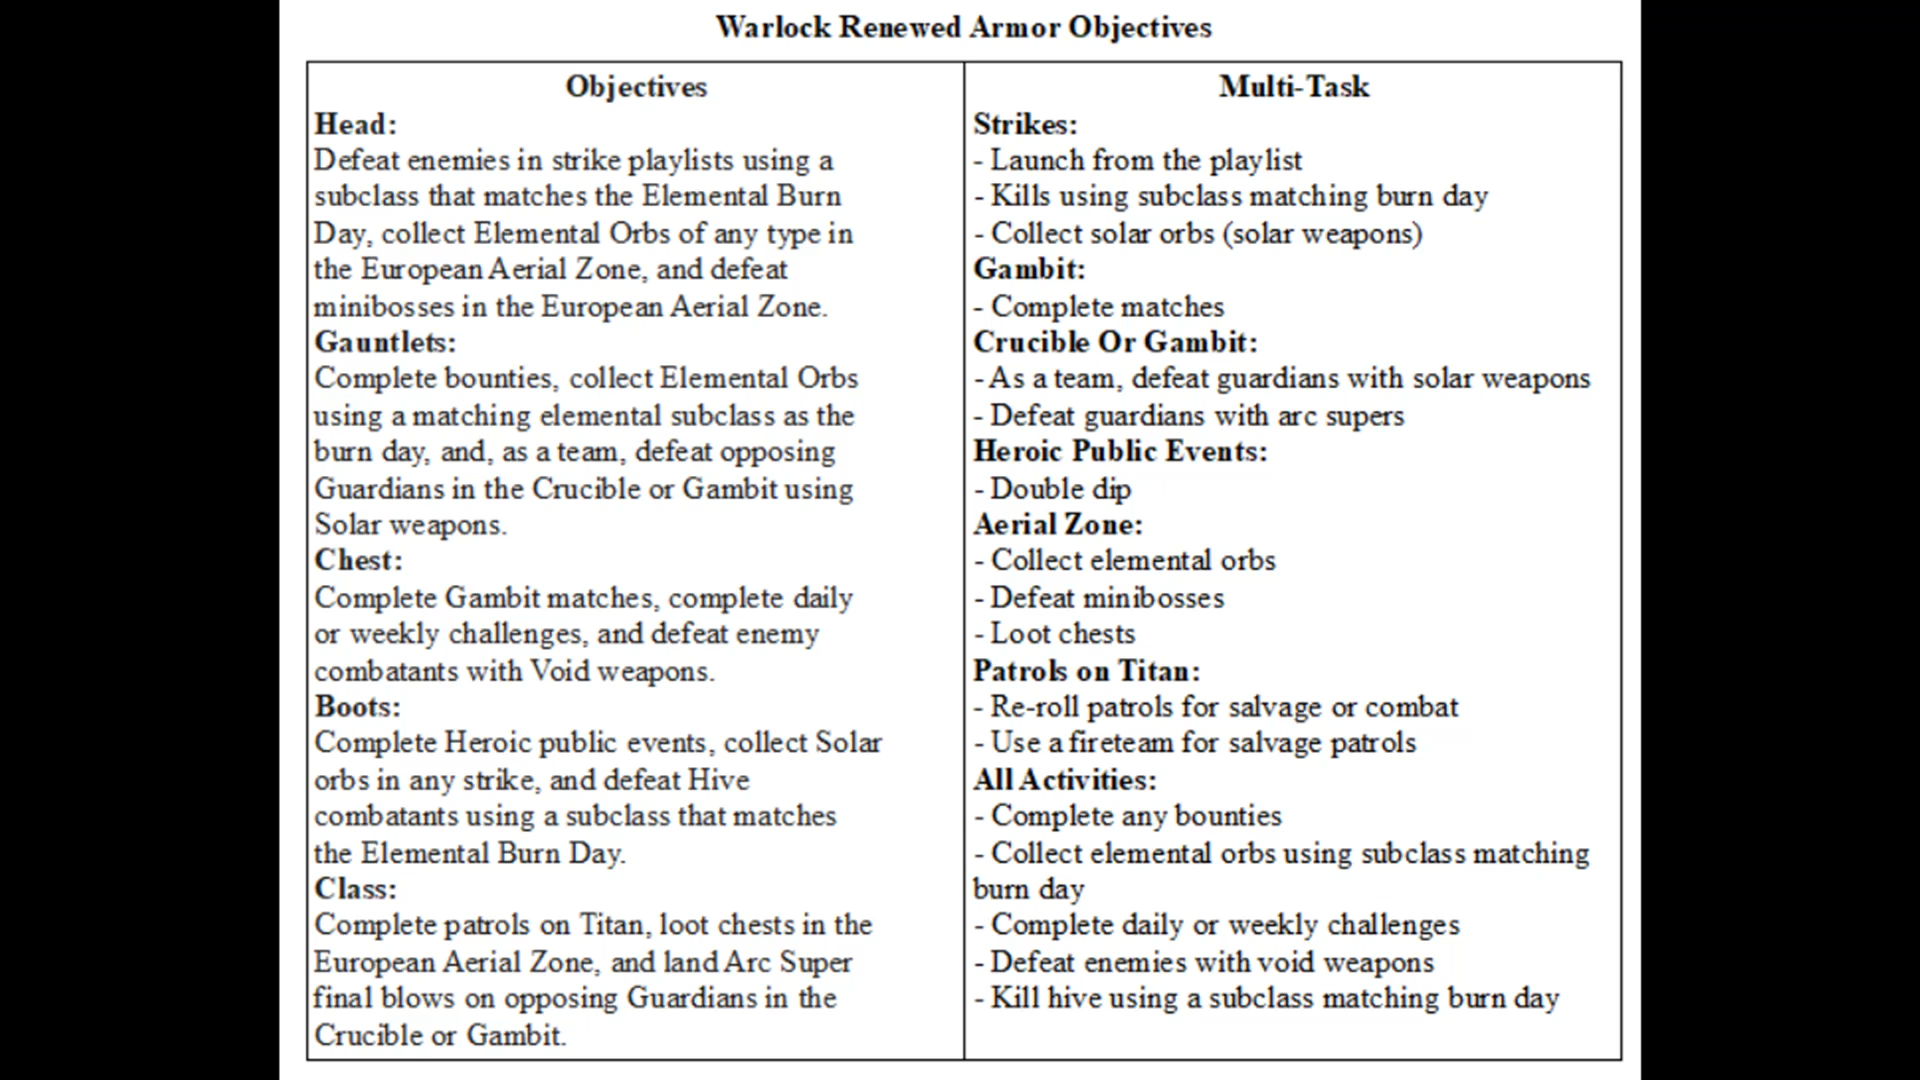 Warlock Renewed Armor Objectives
Objectives
Head:
Defeat enemies in strike playlists using a
subclass that matches the Elemental Burn
Day, collect Elemental Orbs of any type in
the European Aerial Zone, and defeat
minibosses in the European Aerial Zone.
Gauntlets:
Complete bounties, collect Elemental Orbs
using a matching elemental subclass as the
burn day, and, as a team, defeat opposing
Guardians in the Crucible or Gambit using
Solar weapons.
Chest:
Complete Gambit matches, complete daily
or weekly challenges, and defeat enemy
combatants with Void weapons.
Boots:
Complete Heroic public events, collect Solar
orbs in any strike, and defeat Hive
combatants using a subclass that matches
the Elemental Burn Day.
Class:
Complete patrols on Titan, loot chests in the
European Aerial Zone, and land Arc Super
final blows on opposing Guardians in the
Crucible or Gambit.
Multi-Task
Strikes:
- Launch from the playlist
- Kills using subclass matching burn day
- Collect solar orbs (solar weapons)
Gambit:
- Complete matches
Crucible Or Gambit:
- As a team, defeat guardians with solar weapons
- Defeat guardians with arc supers
Heroic Public Events:
- Double dip
Aerial Zone:
- Collect elemental orbs
- Defeat minibosses
- Loot chests
Patrols on Titan:
- Re-roll patrols for salvage or combat
- Use a fireteam for salvage patrols
All Activities:
- Complete any bounties
- Collect elemental orbs using subclass matching
burn day
- Complete daily or weekly challenges
- Defeat enemies with void weapons
- Kill hive using a subclass matching burn day